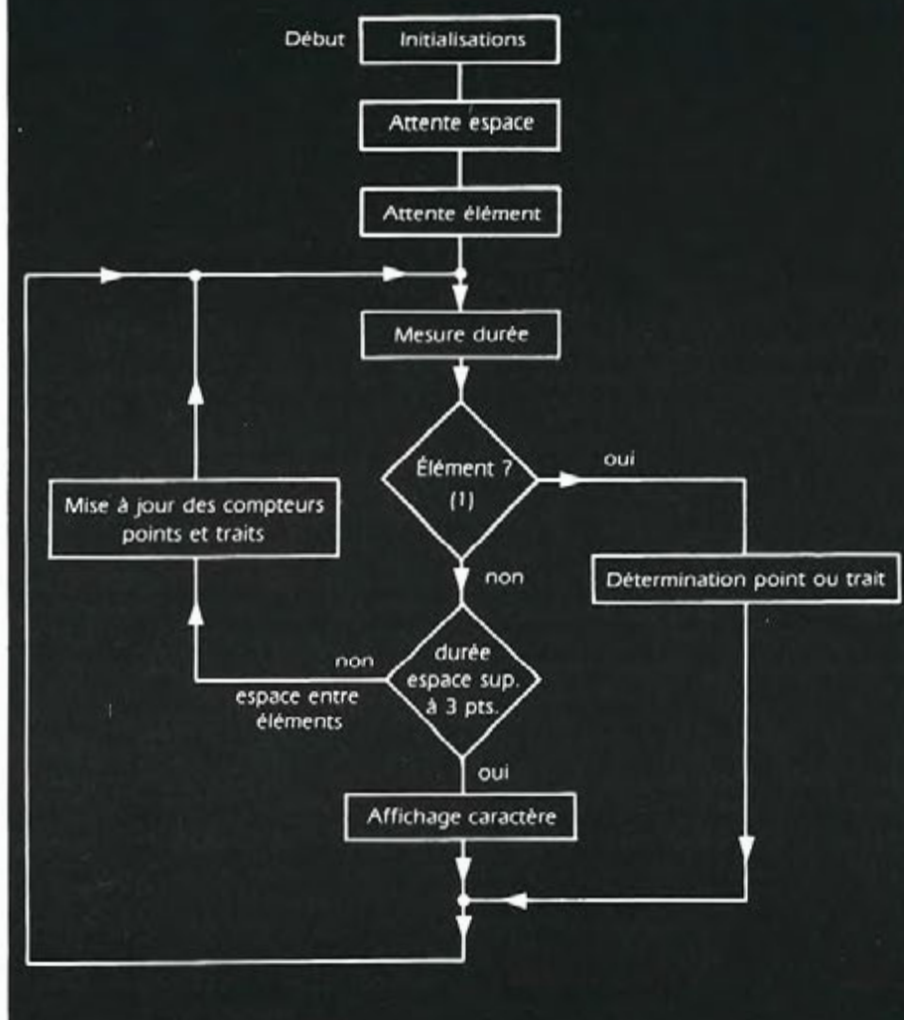 Début
Initialisations
Attente espace
Attente élément
Mesure durée
Élément ?
(1)
oui
Mise à jour des compteurs
points et traits
Détermination point ou trait
non
durée
espace sup.
à 3 pts.
non
espace entre
éléments
oui
Affichage caractère